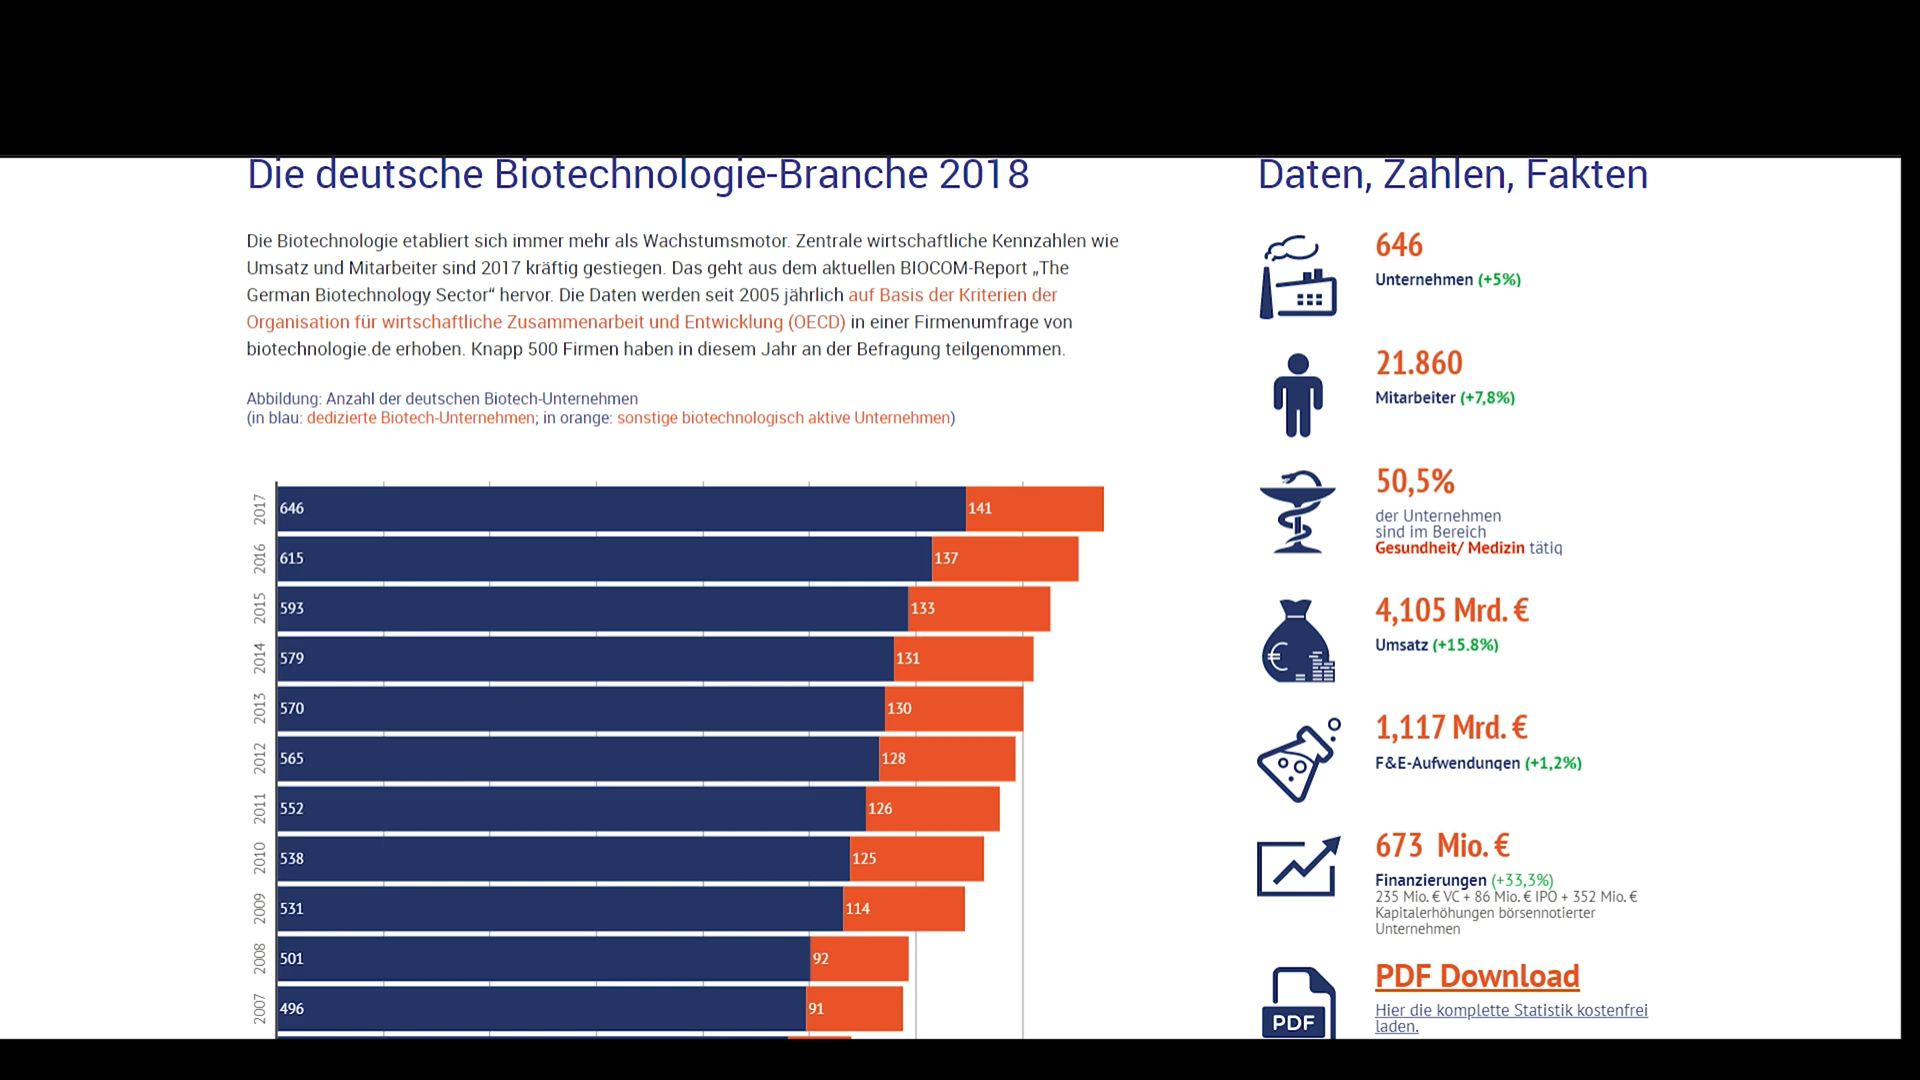 Die deutsche Biotechnologie-Branche 2018
Die Biotechnologie etabliert sich immer mehr als Wachstumsmotor. Zentrale wirtschaftliche Kennzahlen wie
Umsatz und Mitarbeiter sind 2017 kräftig gestiegen. Das geht aus dem aktuellen BIOCOM-Report „The
German Biotechnology Sector“ hervor. Die Daten werden seit 2005 jährlich auf Basis der Kriterien der
Organisation für wirtschaftliche Zusammenarbeit und Entwicklung (OECD) in einer Firmenumfrage von
biotechnologie.de erhoben. Knapp 500 Firmen haben in diesem Jahr an der Befragung teilgenommen.
Abbildung: Anzahl der deutschen Biotech-Unternehmen
(in blau: dedizierte Biotech-Unternehmen; in orange: sonstige biotechnologisch aktive Unternehmen)
2017 646 141
2016 615 137
2015 593 133
2014 579 131
2013 570 130
2012 565 128
2011 552 126
2010 538 125
2009 531 114
2008 501 92
2007 496 91
Daten, Zahlen, Fakten
646
Unternehmen (+5%)
21.860
Mitarbeiter (+7,8%)
50,5%
der Unternehmen
sind im Bereich
Gesundheit/ Medizin tätig
4,105 Mrd. €
Umsatz (+15.8%)
1,117 Mrd. €
F&E-Aufwendungen (+1,2%)
673 Mio. €
Finanzierungen (+33,3%)
235 Mio. € VC + 86 Mio. € IPO + 352 Mio. €
Kapitalerhöhungen börsennotierter
Unternehmen
PDF
PDF Download
Hier die komplette Statistik kostenfrei
laden.